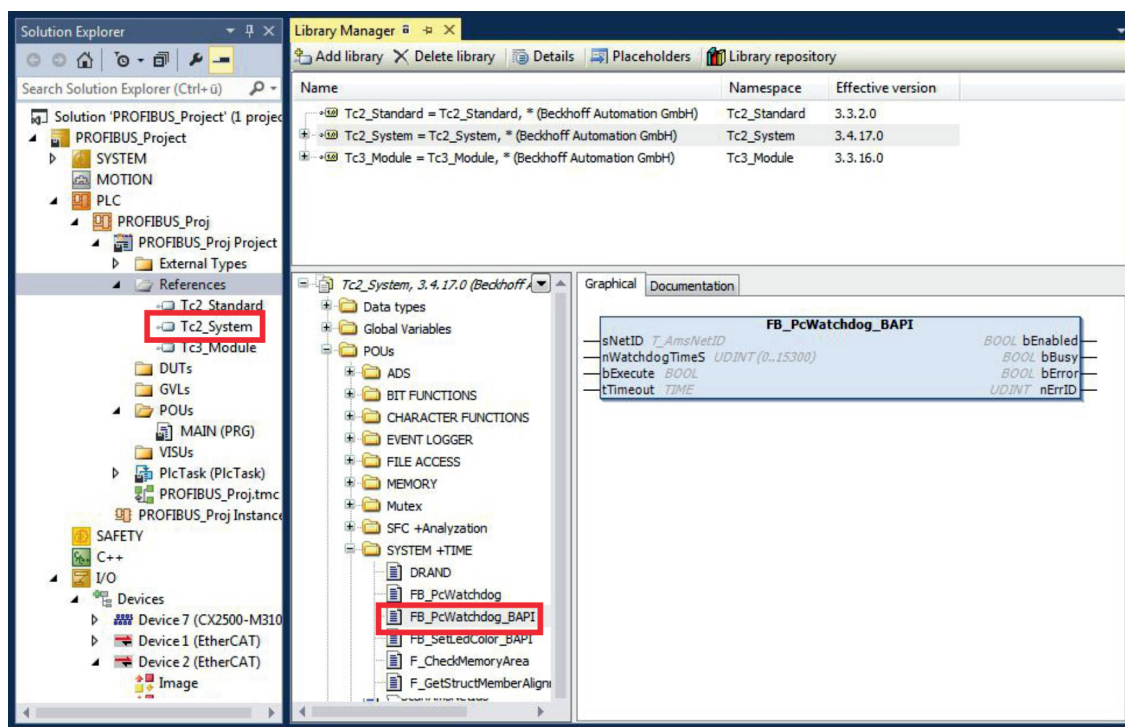 Solution Explorer
Search Solution Explorer (Ctrl+ü)
Solution 'PROFIBUS_Project' (1 projec
PROFIBUS_Project
SYSTEM
MOTION
PLC
PROFIBUS_Proj
PROFIBUS_Proj Project
External Types
References
Tc2_Standard
Tc2_System
Tc3_Module
DUTs
GVLs
POUs
MAIN (PRG)
VISUs
PlcTask (PlcTask)
PROFIBUS_Proj.tmc
PROFIBUS_Proj Instance
SAFETY
C++
I/O
Devices
Device 7 (CX2500-M310
Device 1 (EtherCAT)
Device 2 (EtherCAT)
Image
Library Manager
Add library Delete library Details Placeholders Library repository
Name Namespace Effective version
Tc2_Standard = Tc2_Standard, * (Beckhoff Automation GmbH) Tc2_Standard 3.3.2.0
Tc2_System = Tc2_System, * (Beckhoff Automation GmbH) Tc2_System 3.4.17.0
Tc3_Module = Tc3_Module, * (Beckhoff Automation GmbH) Tc3_Module 3.3.16.0
Tc2_System, 3.4.17.0 (Beckhoff A
Data types
Global Variables
POUs
ADS
BIT FUNCTIONS
CHARACTER FUNCTIONS
EVENT LOGGER
FILE ACCESS
MEMORY
Mutex
SFC +Analyzation
SYSTEM +TIME
DRAND
FB_PcWatchdog
FB_PcWatchdog_BAPI
FB_SetLedColor_BAPI
F_CheckMemoryArea
F_GetStructMemberAlignm
Graphical Documentation
FB_PcWatchdog_BAPI
sNetID T_AmsNetID BOOL bEnabled
nWatchdogTimeS UDINT (0..15300) BOOL bBusy
bExecute BOOL BOOL bError
tTimeout TIME UDINT nErrID